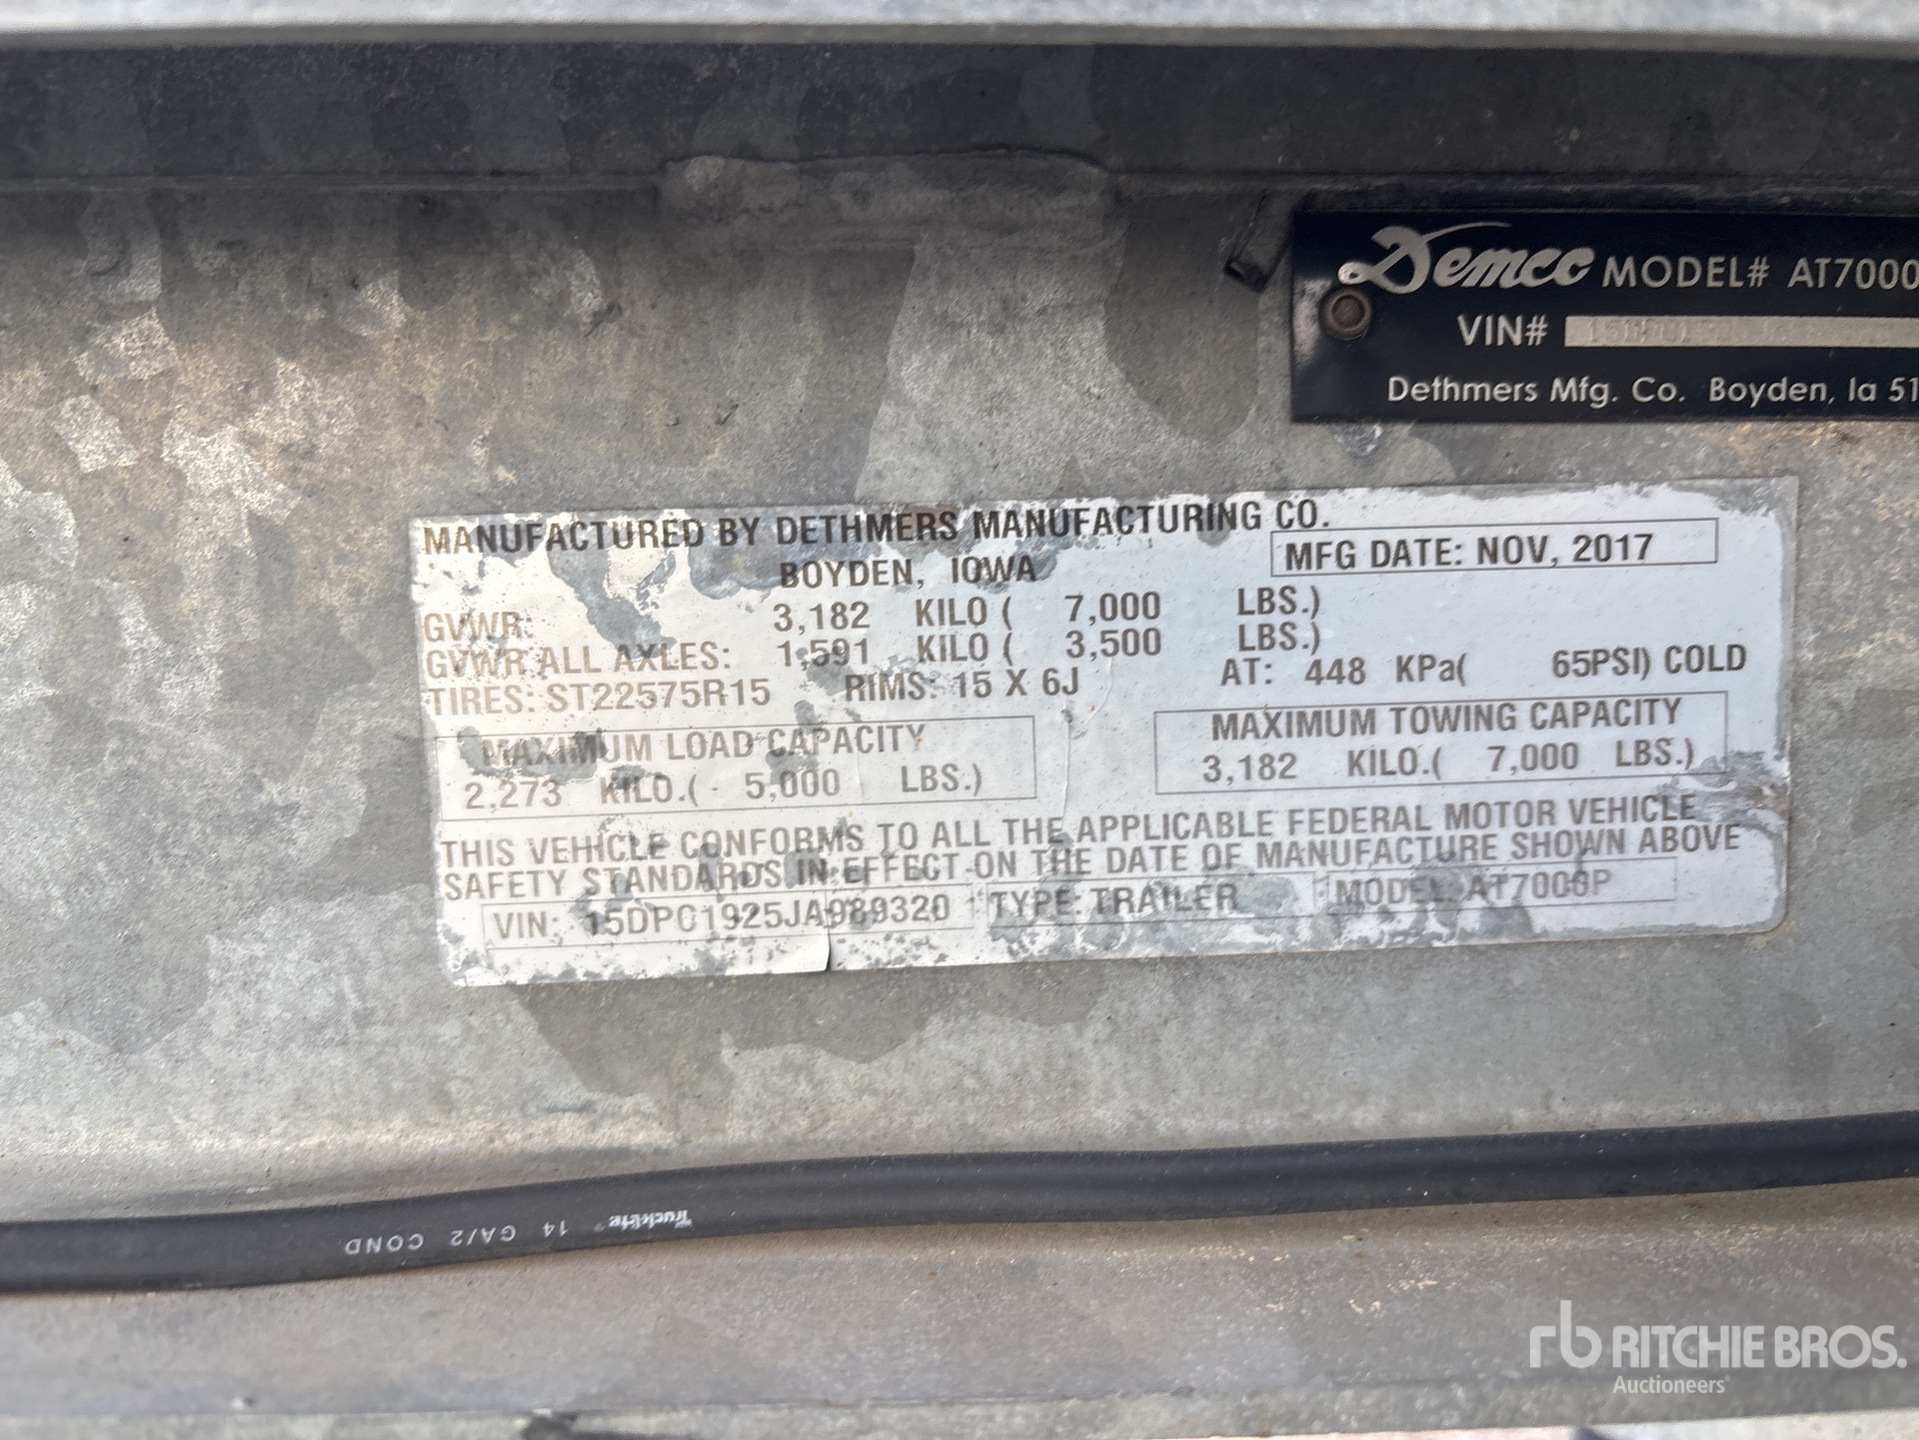 Demco MODEL# AT7000
VIN#
Dethmers Mfg. Co. Boyden, Ia 51
MANUFACTURED BY DETHMERS MANUFACTURING CO.
BOYDEN, IOWA
MFG DATE: NOV, 2017
GVWR: 3,182 KILO ( 7,000 LBS.)
GVWR ALL AXLES: 1,591 KILO ( 3,500 LBS.)
TIRES: ST22575R15 RIMS: 15 X 6J AT: 448 KPa( 65PSI) COLD
MAXIMUM LOAD CAPACITY
2,273 KILO.( 5,000 LBS.)
MAXIMUM TOWING CAPACITY
3,182 KILO.( 7,000 LBS.)
THIS VEHICLE CONFORMS TO ALL THE APPLICABLE FEDERAL MOTOR VEHICLE
SAFETY STANDARDS IN EFFECT ON THE DATE OF MANUFACTURE SHOWN ABOVE
VIN: 15DPC1925JA989320 TYPE: TRAILER MODEL: AT7000P
Trucklite® 14 GA/2 COND
rb RITCHIE BROS.
Auctioneers